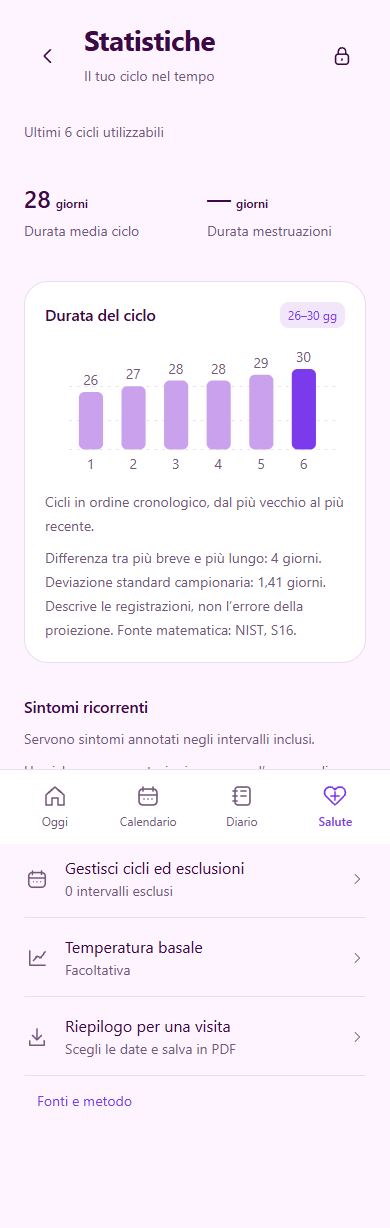 Statistiche
Il tuo ciclo nel tempo
Ultimi 6 cicli utilizzabili
28 giorni
Durata media ciclo
— giorni
Durata mestruazioni
Durata del ciclo
26–30 gg
26 27 28 28 29 30
1 2 3 4 5 6
Cicli in ordine cronologico, dal più vecchio al più
recente.
Differenza tra più breve e più lungo: 4 giorni.
Deviazione standard campionaria: 1,41 giorni.
Descrive le registrazioni, non l’errore della
proiezione. Fonte matematica: NIST, S16.
Sintomi ricorrenti
Servono sintomi annotati negli intervalli inclusi.
Oggi
Calendario
Diario
Salute
Gestisci cicli ed esclusioni
0 intervalli esclusi
Temperatura basale
Facoltativa
Riepilogo per una visita
Scegli le date e salva in PDF
Fonti e metodo